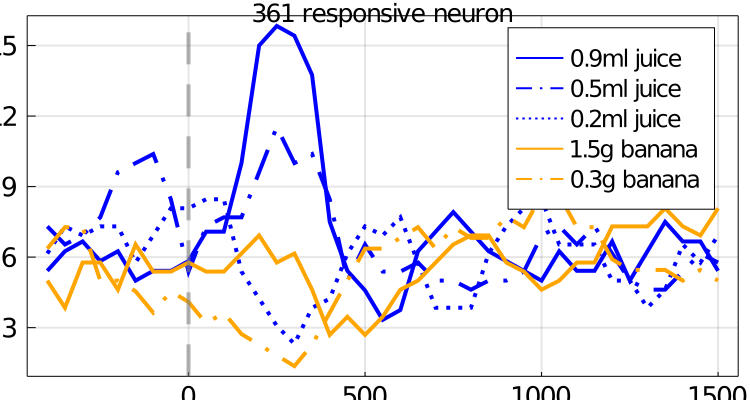 361 responsive neuron
0.9ml juice
0.5ml juice
0.2ml juice
1.5g banana
0.3g banana
5
12
9
6
3
0
500
1000
1500